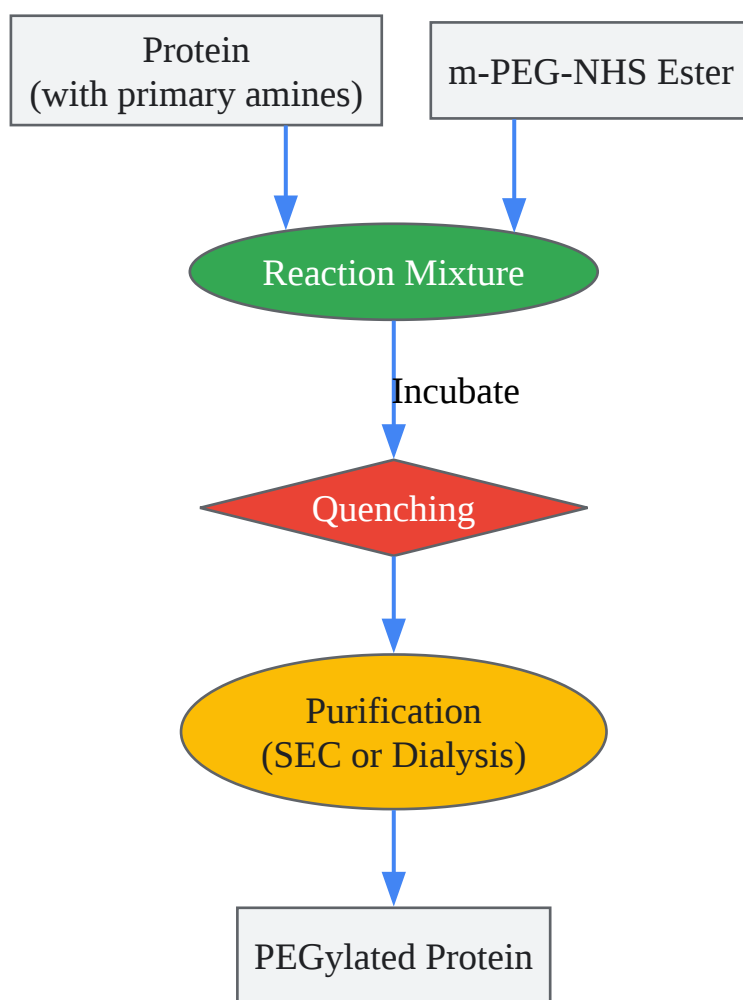 Protein
(with primary amines)
m-PEG-NHS Ester
Reaction Mixture
Incubate
Quenching
Purification
(SEC or Dialysis)
PEGylated Protein